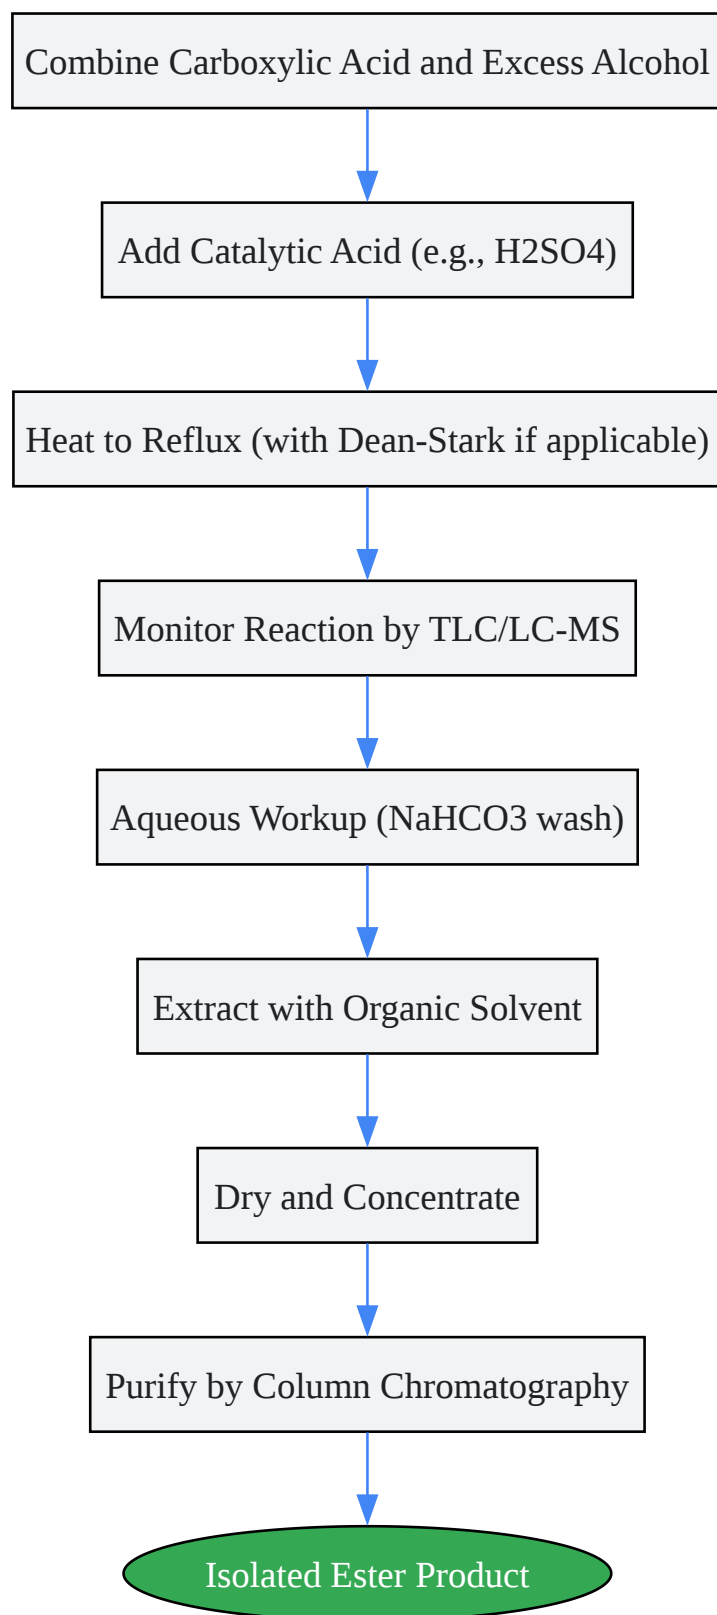 Combine Carboxylic Acid and Excess Alcohol
Add Catalytic Acid (e.g., H2SO4)
Heat to Reflux (with Dean-Stark if applicable)
Monitor Reaction by TLC/LC-MS
Aqueous Workup (NaHCO3 wash)
Extract with Organic Solvent
Dry and Concentrate
Purify by Column Chromatography
Isolated Ester Product